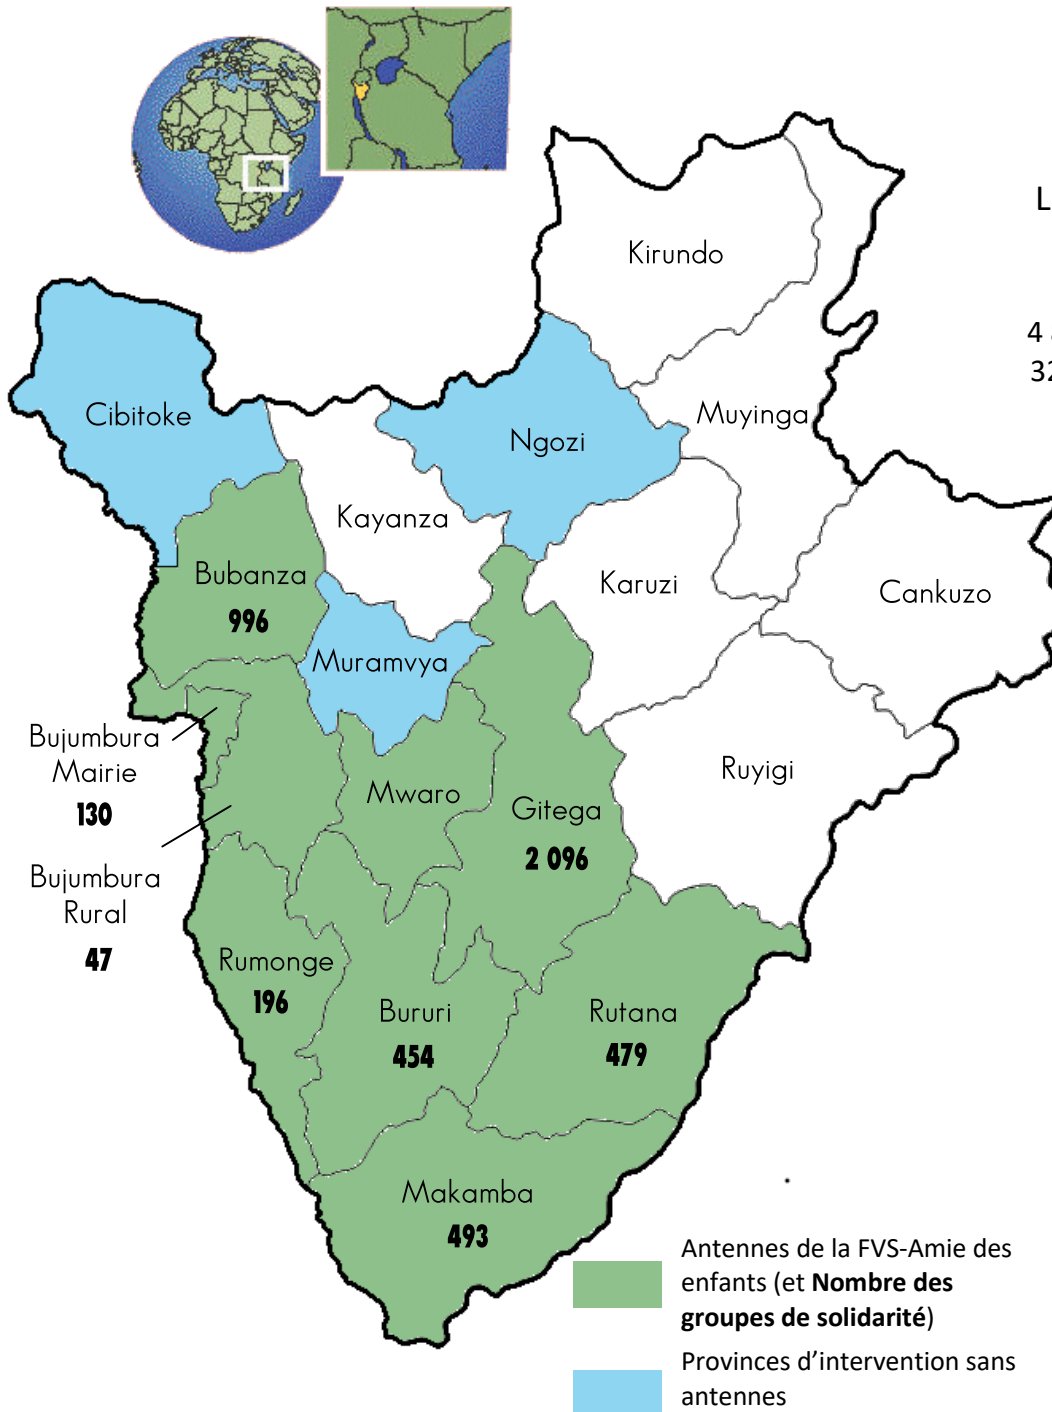 L
4
32
Kirundo
Cibitoke
Ngozi
Muyinga
Kayanza
Bubanza
996
Karuzi
Cankuzo
Muramvya
Bujumbura
Mairie
130
Mwaro
Gitega
2 096
Ruyigi
Bujumbura
Rural
47
Rumonge
196
Bururi
454
Rutana
479
Makamba
493
Antennes de la FVS-Amie des
enfants (et Nombre des
groupes de solidarité)
Provinces d’intervention sans
antennes